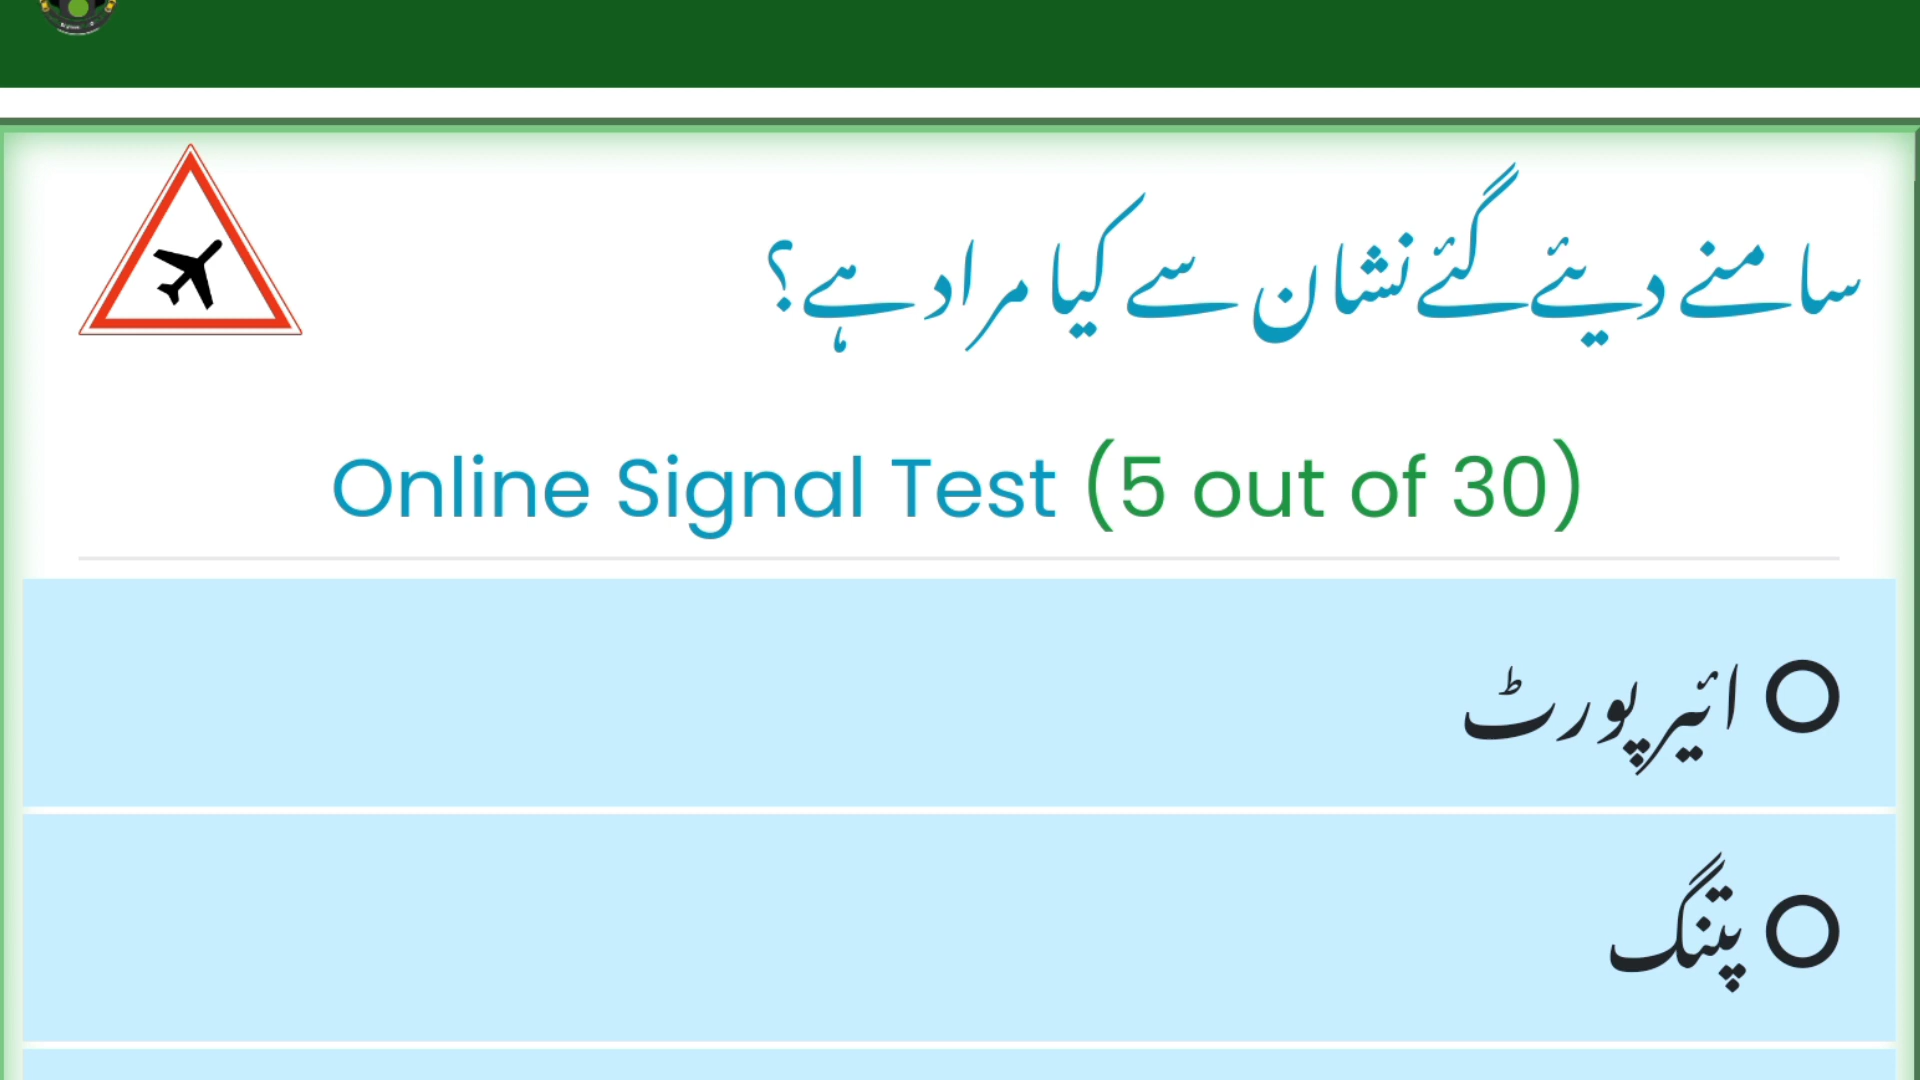 سامنے دیئے گئے نشان سے کیا مراد ہے؟
Online Signal Test (5 out of 30)
ائیرپورٹ
پتنگ